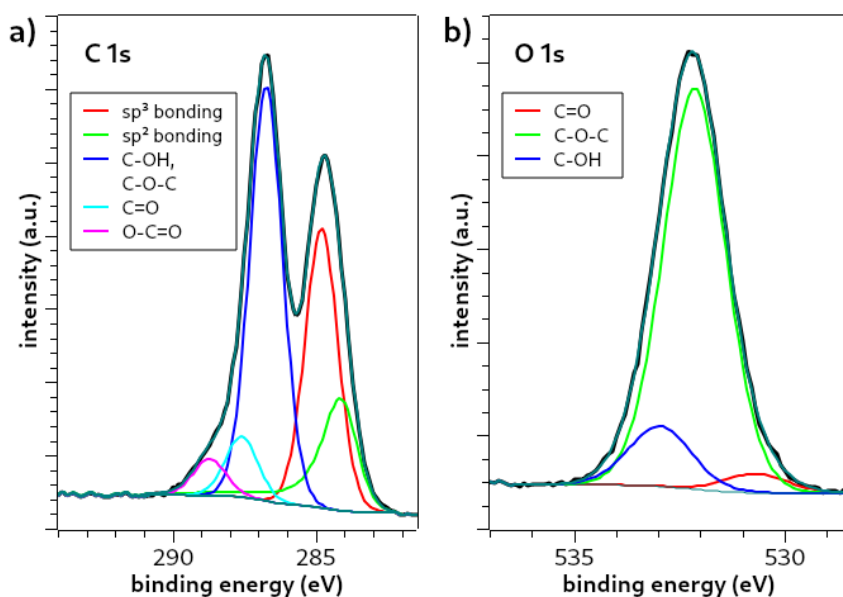 a)
C 1s
sp³ bonding
sp² bonding
C-OH,
C-O-C
C=O
O-C=O
intensity (a.u.)
290
285
binding energy (eV)
b)
O 1s
C=O
C-O-C
C-OH
intensity (a.u.)
535
530
binding energy (eV)